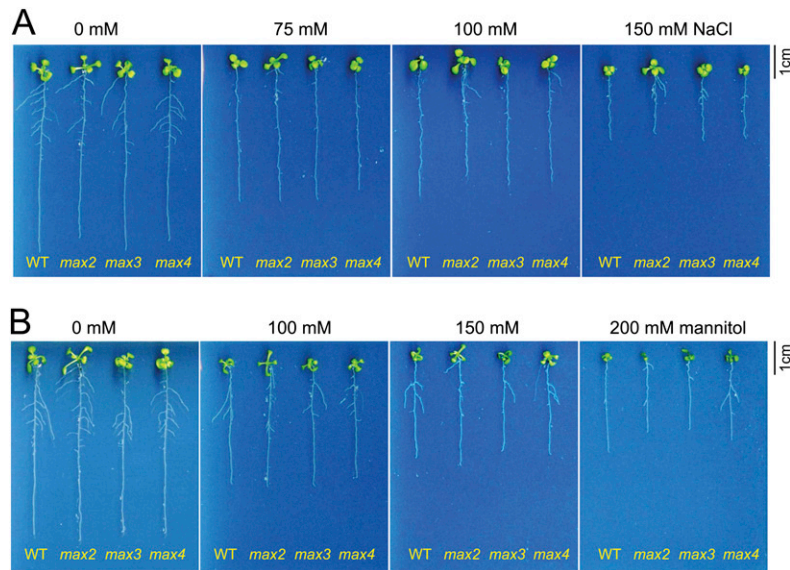 A
0 mM 75 mM 100 mM 150 mM NaCl
1cm
WT max2 max3 max4 WT max2 max3 max4 WT max2 max3 max4 WT max2 max3 max4
B
0 mM 100 mM 150 mM 200 mM mannitol
1cm
WT max2 max3 max4 WT max2 max3 max4 WT max2 max3 max4 WT max2 max3 max4